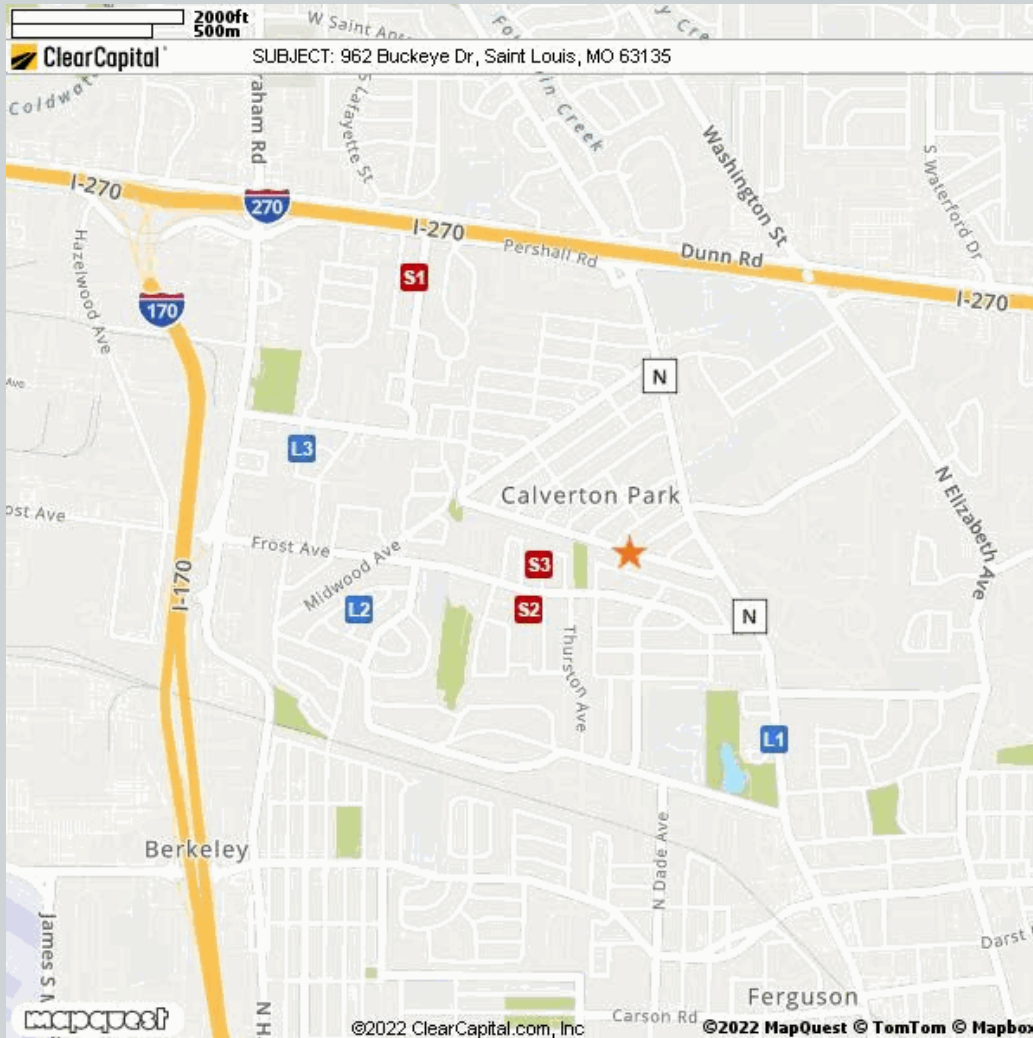 2000ft
500m
W Saint Ant
ClearCapital
SUBJECT: 962 Buckeye Dr, Saint Louis, MO 63135
Coldwat
raham Rd
S Lafayette St
in Creek
Washington St
S Waterford Dr
I-270
270
I-270
Pershall Rd
Dunn Rd
I-270
Hazelwood Ave
170
S1
N
Ave
L3
Calverton Park
N Elizabeth Ave
ost Ave
Frost Ave
Midwood Ave
S3
I-170
L2
S2
N
Thurston Ave
L1
Berkeley
N Dade Ave
James S
Darst
N H
Ferguson
Carson Rd
mapquest
©2022 ClearCapital.com, Inc
©2022 MapQuest © TomTom © Mapbox